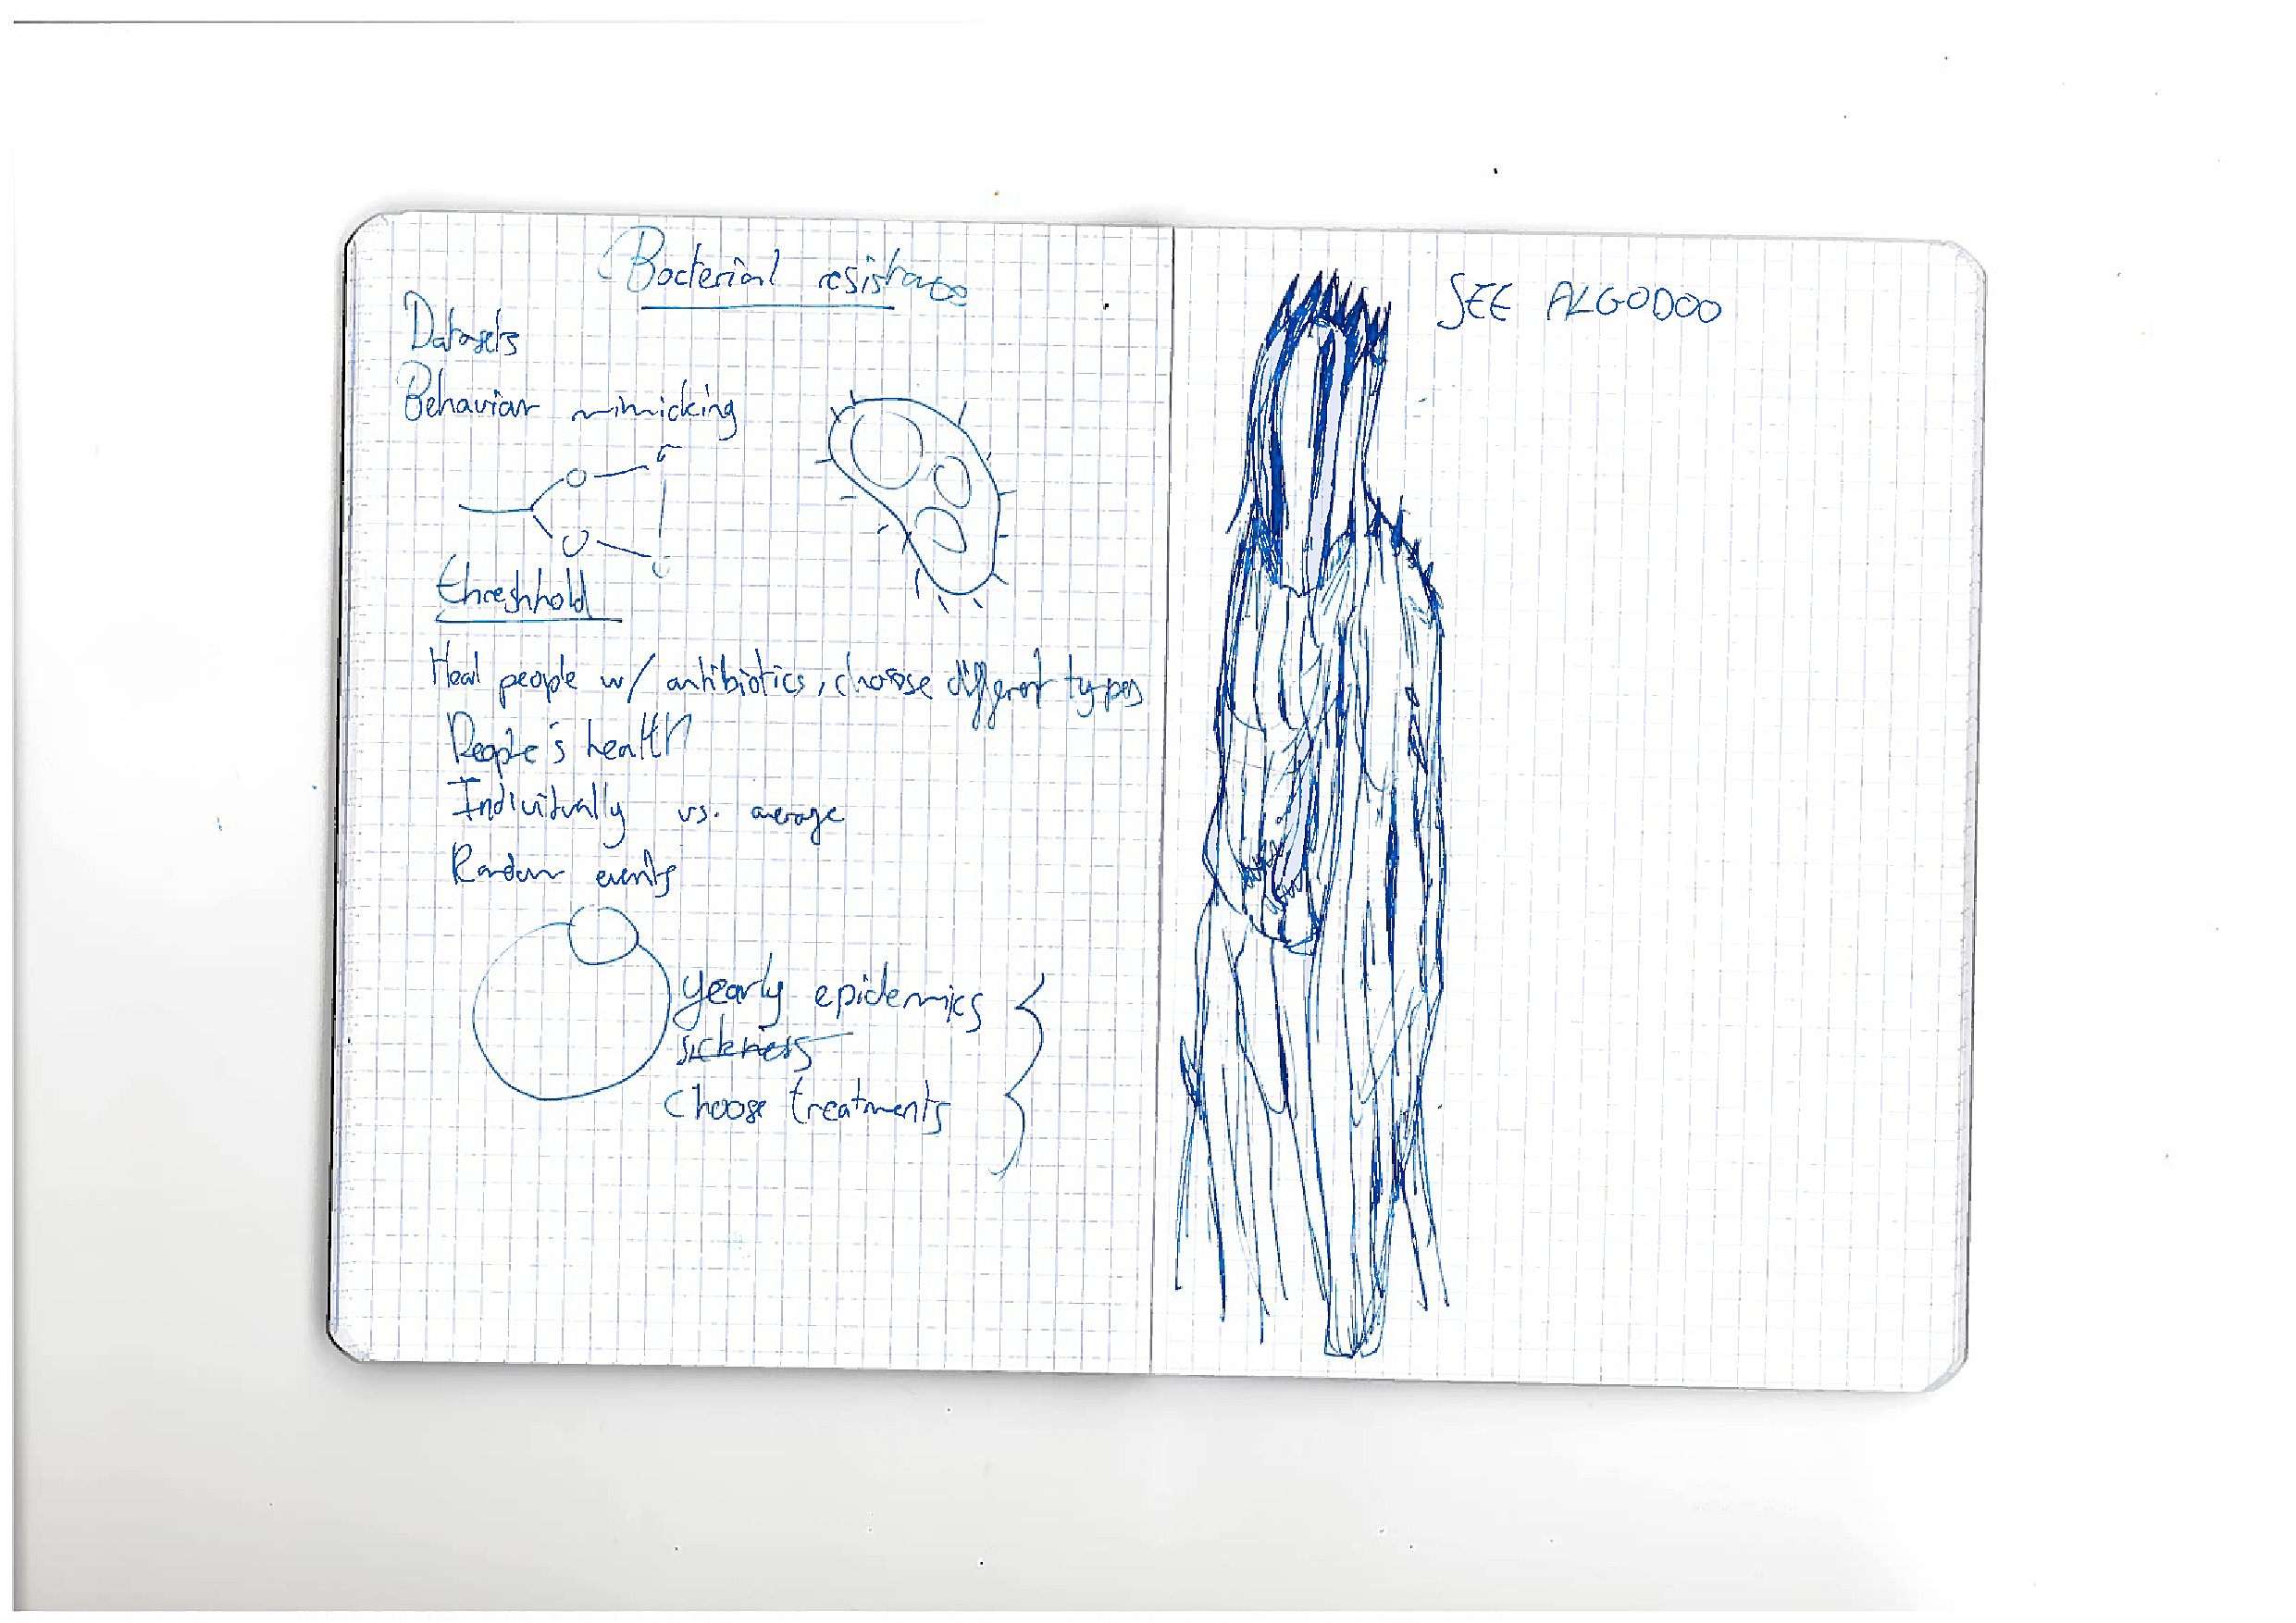 Bacterial resistance
Datasets
Behavior mimicking
threshhold
Heal people w/ antibiotics, choose different types
People's health
Individually vs. average
Random events
yearly epidemics
sickness
choose treatments
SEE ALGODOO